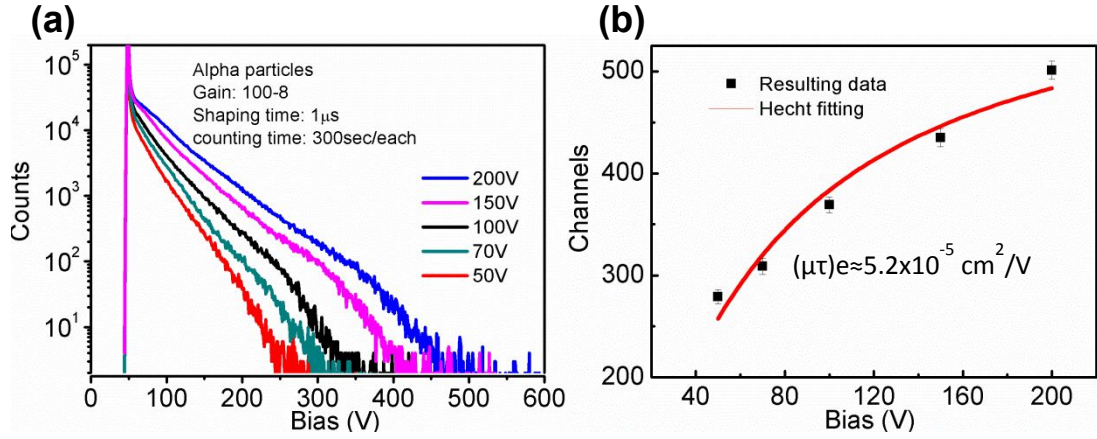 (a)
10^5
10^4
10^3
10^2
10^1
Counts
Alpha particles
Gain: 100-8
Shaping time: 1μs
counting time: 300sec/each
200V
150V
100V
70V
50V
0 100 200 300 400 500 600
Bias (V)
(b)
500
400
300
200
Channels
Resulting data
Hecht fitting
(μτ)e≈5.2x10^-5 cm^2/V
40 80 120 160 200
Bias (V)